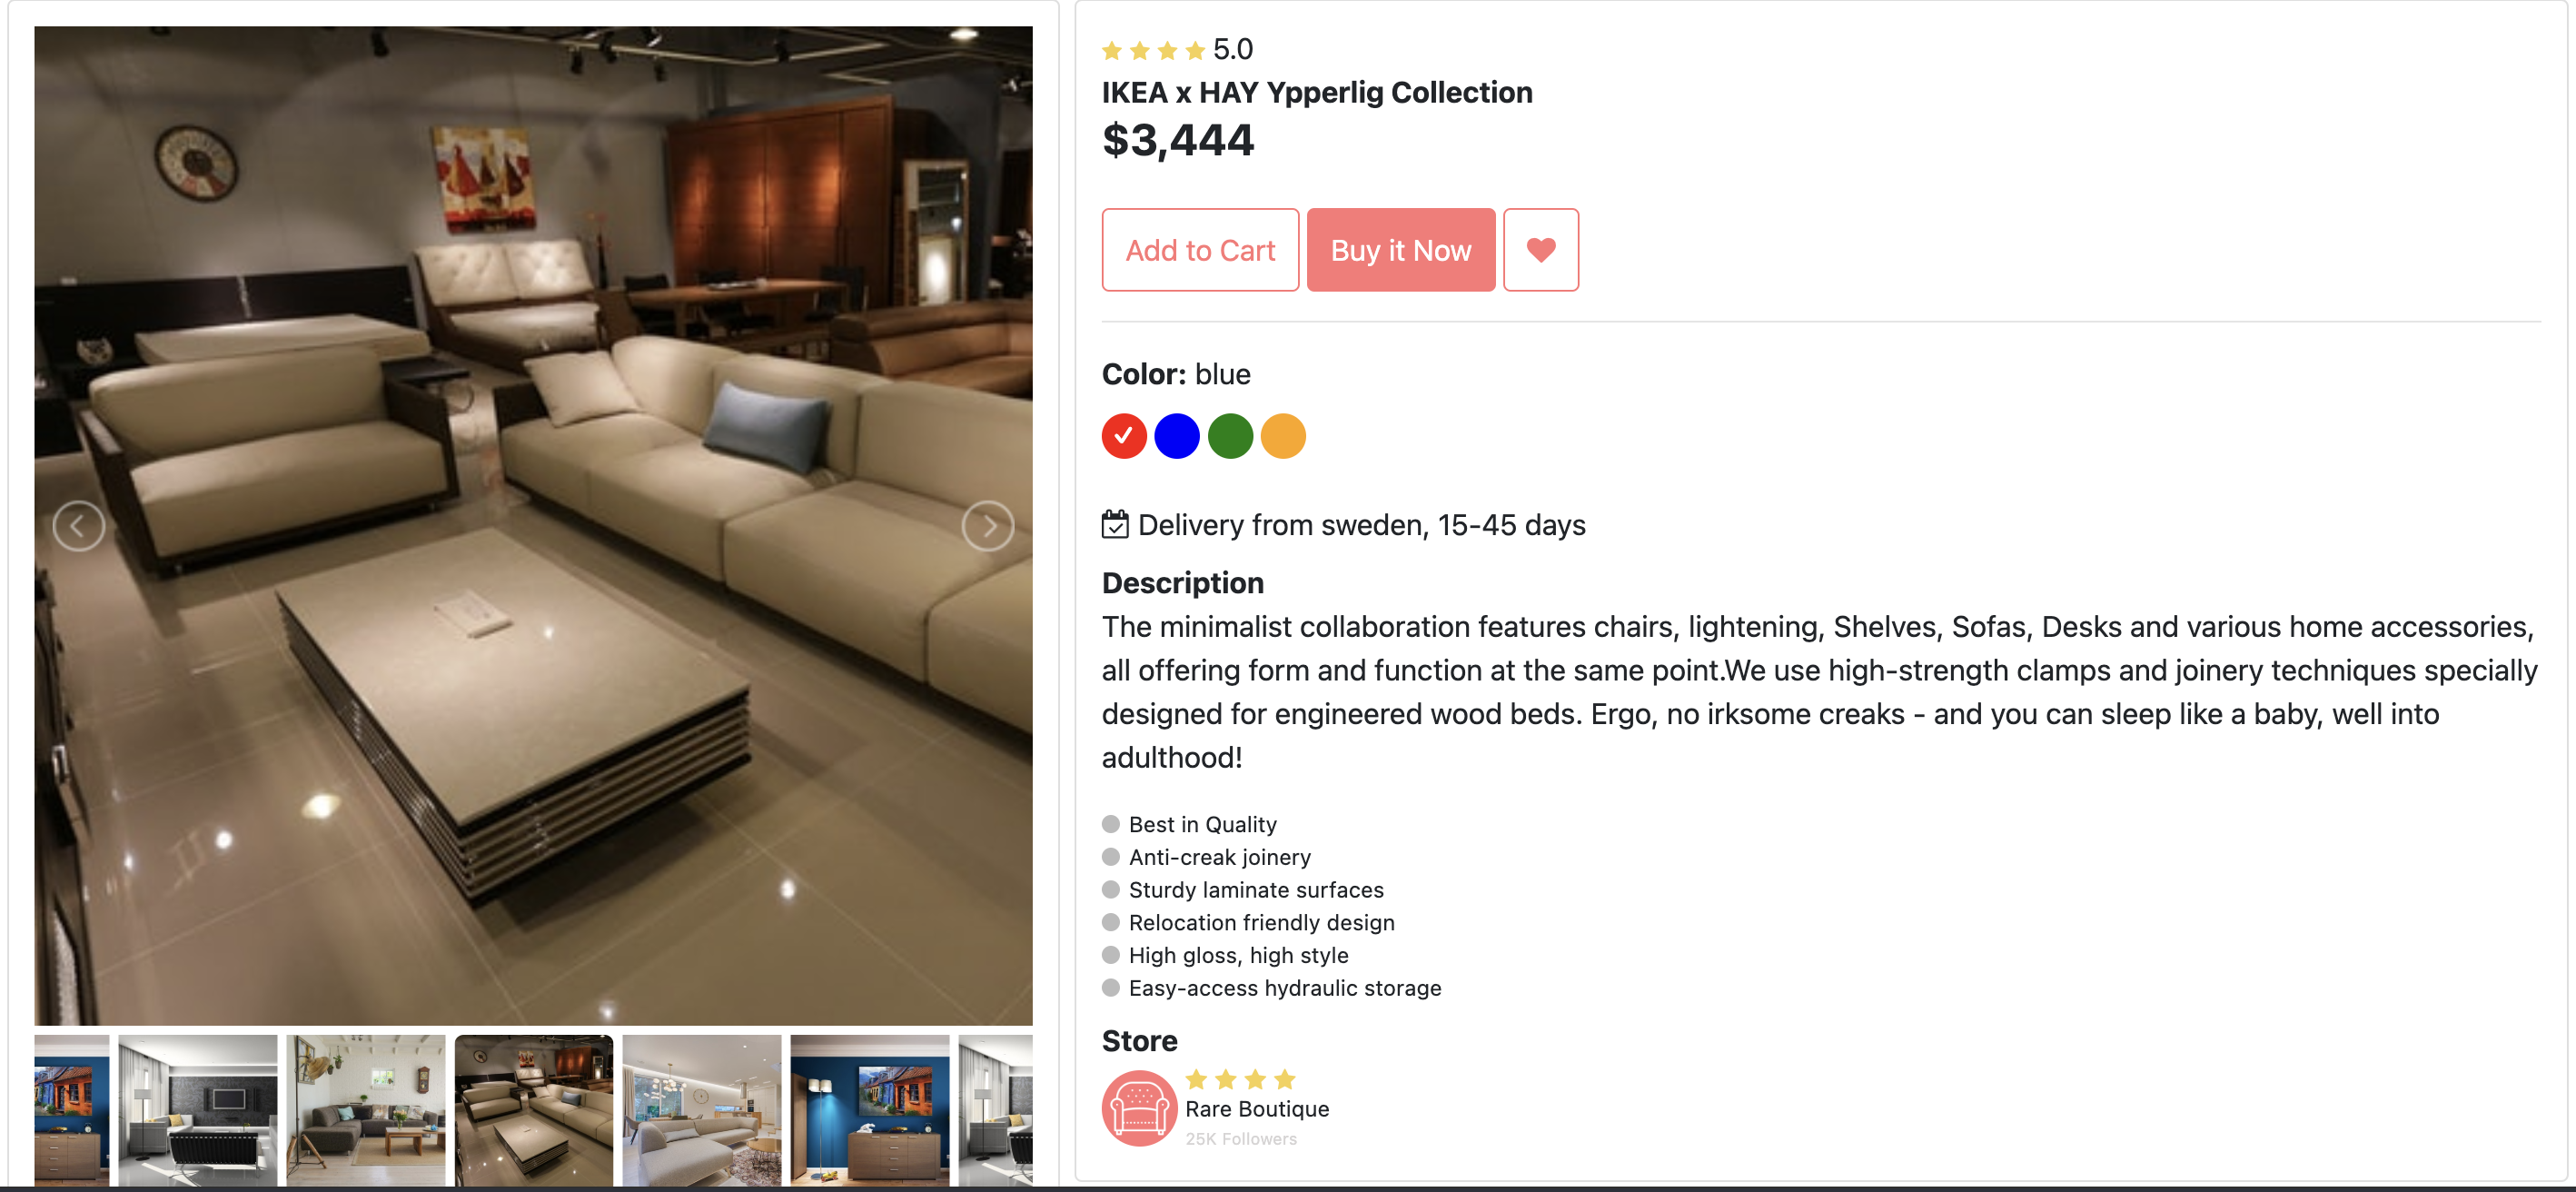 5.0
IKEA x HAY Ypperlig Collection
$3,444
Add to Cart
Buy it Now
Color: blue
Delivery from sweden, 15-45 days
Description
The minimalist collaboration features chairs, lightening, Shelves, Sofas, Desks and various home accessories,
all offering form and function at the same point.We use high-strength clamps and joinery techniques specially
designed for engineered wood beds. Ergo, no irksome creaks - and you can sleep like a baby, well into
adulthood!
Best in Quality
Anti-creak joinery
Sturdy laminate surfaces
Relocation friendly design
High gloss, high style
Easy-access hydraulic storage
Store
Rare Boutique
25K Followers